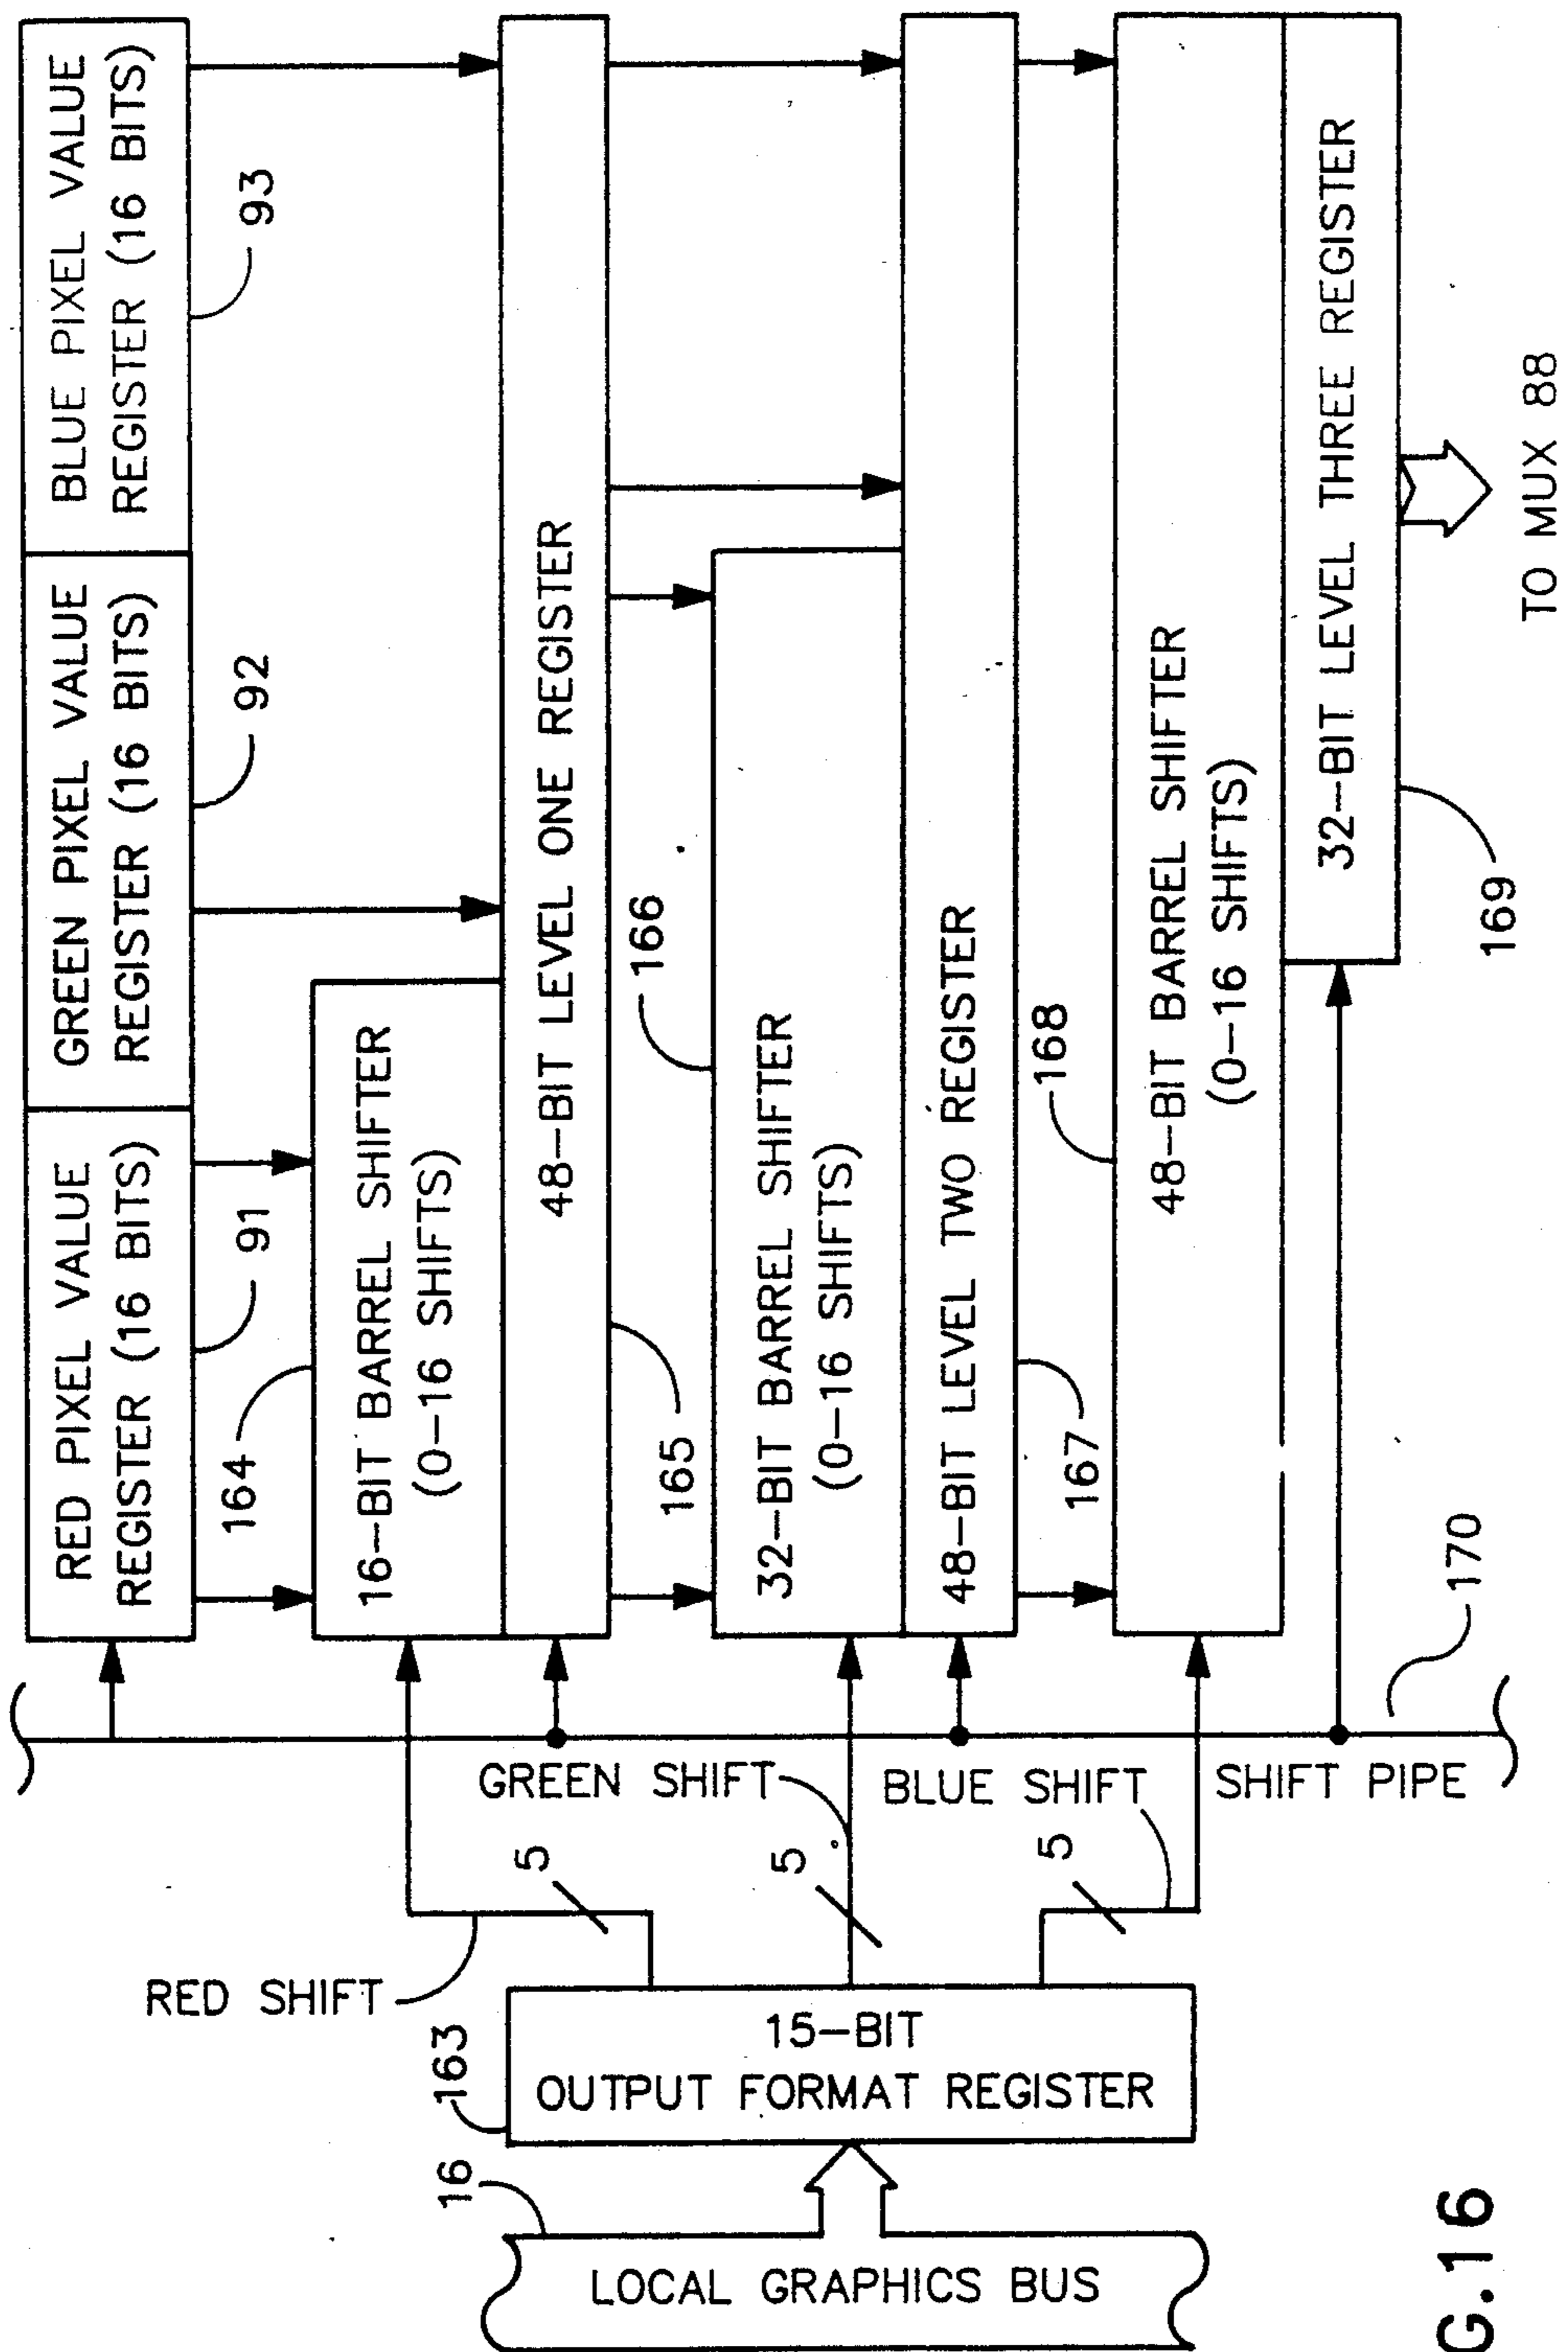 RED PIXEL VALUE
REGISTER (16 BITS)
GREEN PIXEL VALUE
REGISTER (16 BITS)
BLUE PIXEL VALUE
REGISTER (16 BITS)
91
92
93
164
16-BIT BARREL SHIFTER
(0-16 SHIFTS)
48-BIT LEVEL ONE REGISTER
165
166
32-BIT BARREL SHIFTER
(0-16 SHIFTS)
48-BIT LEVEL TWO REGISTER
167
168
48-BIT BARREL SHIFTER
(0-16 SHIFTS)
32-BIT LEVEL THREE REGISTER
169
170
TO MUX 88
GREEN SHIFT
BLUE SHIFT
SHIFT PIPE
5
5
5
RED SHIFT
163
15-BIT
OUTPUT FORMAT REGISTER
16
LOCAL GRAPHICS BUS
G.16